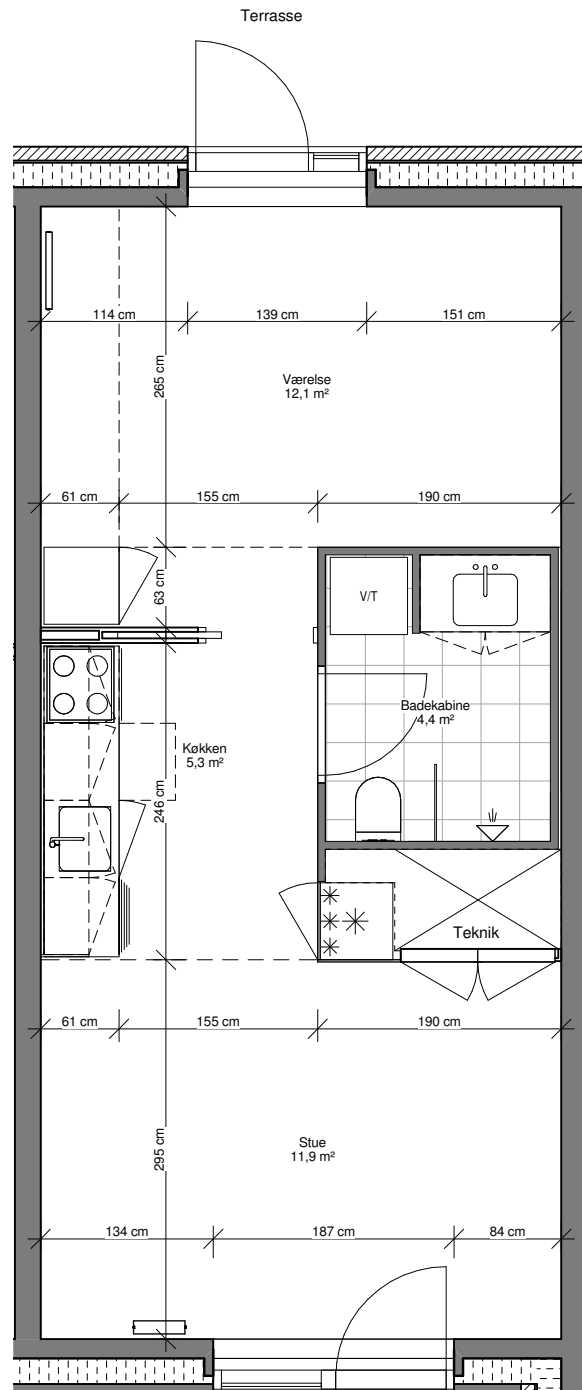 Terrasse
114 cm
139 cm
151 cm
265 cm
Værelse
12,1 m²
61 cm
155 cm
190 cm
63 cm
V/T
Badekabine
4,4 m²
Køkken
5,3 m²
246 cm
Teknik
61 cm
155 cm
190 cm
295 cm
Stue
11,9 m²
134 cm
187 cm
84 cm